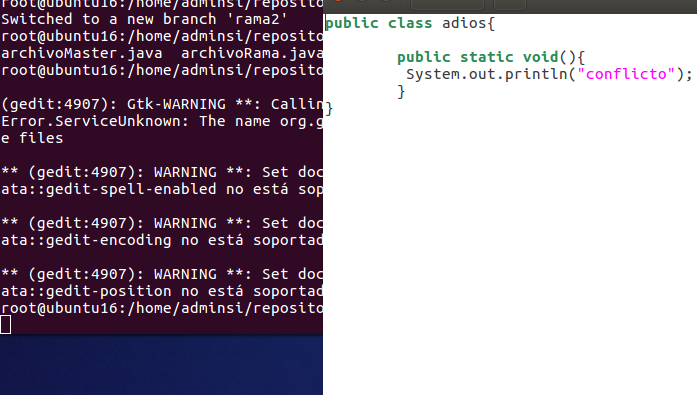 root@ubuntu16:/home/adminsi/reposito
Switched to a new branch 'rama2'
root@ubuntu16:/home/adminsi/reposito
archivoMaster.java  archivoRama.java
root@ubuntu16:/home/adminsi/reposito
(gedit:4907): Gtk-WARNING **: Callin
Error.ServiceUnknown: The name org.g
e files
** (gedit:4907): WARNING **: Set doc
ata::gedit-spell-enabled no está sop
** (gedit:4907): WARNING **: Set doc
ata::gedit-encoding no está soportad
** (gedit:4907): WARNING **: Set doc
ata::gedit-position no está soportad
root@ubuntu16:/home/adminsi/reposito
public class adios{
public static void(){
System.out.println("conflicto");
}
}